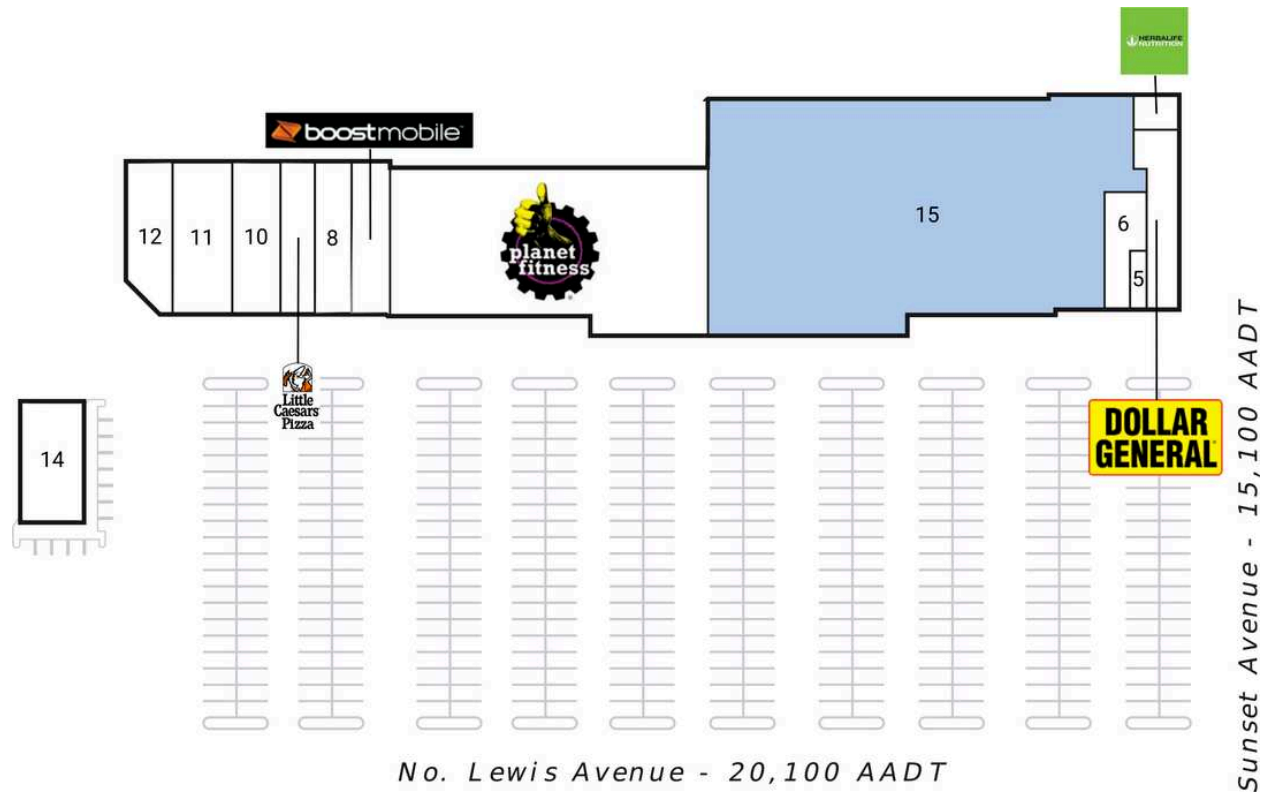 HERBALIFE
NUTRITION
boostmobile
12
11
10
8
planet
fitness
15
6
5
Little
Caesars
Pizza
14
DOLLAR
GENERAL
Sunset Avenue - 15,100 AADT
No. Lewis Avenue - 20,100 AADT